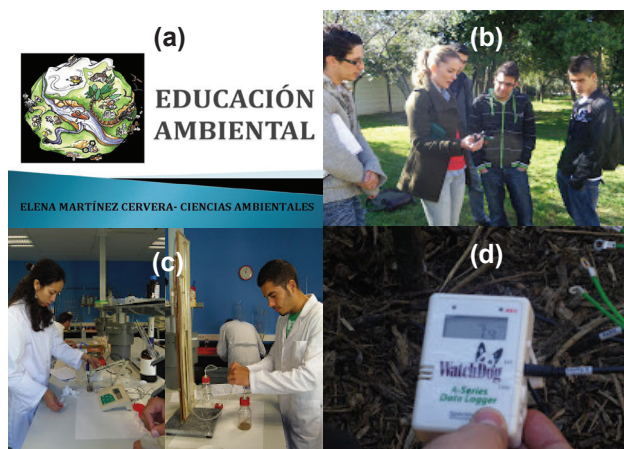 (a)
EDUCACIÓN
AMBIENTAL
ELENA MARTÍNEZ CERVERA- CIENCIAS AMBIENTALES
(b)
(c)
(d)
WatchDog
A-Series
Data Logger